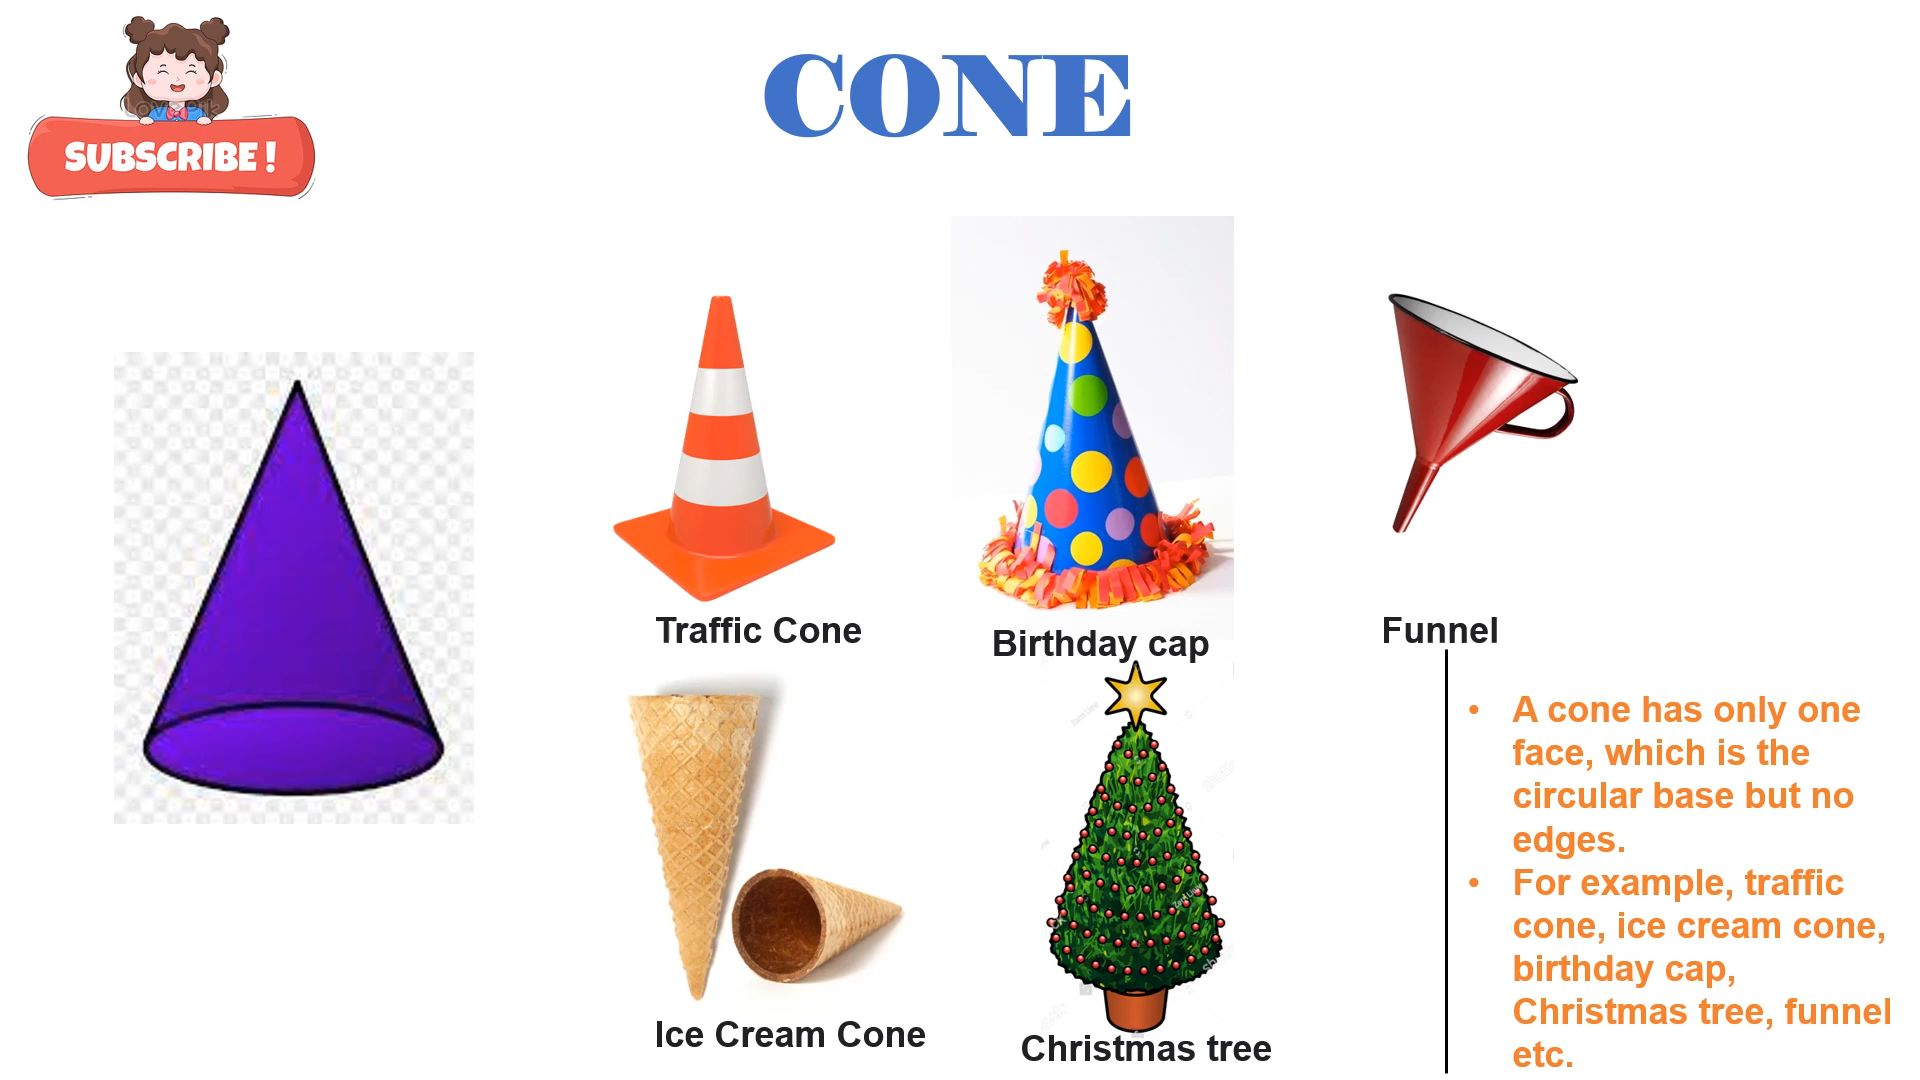 CONE
SUBSCRIBE !
Traffic Cone
Birthday cap
Funnel
Ice Cream Cone
Christmas tree
• A cone has only one
face, which is the
circular base but no
edges.
• For example, traffic
cone, ice cream cone,
birthday cap,
Christmas tree, funnel
etc.